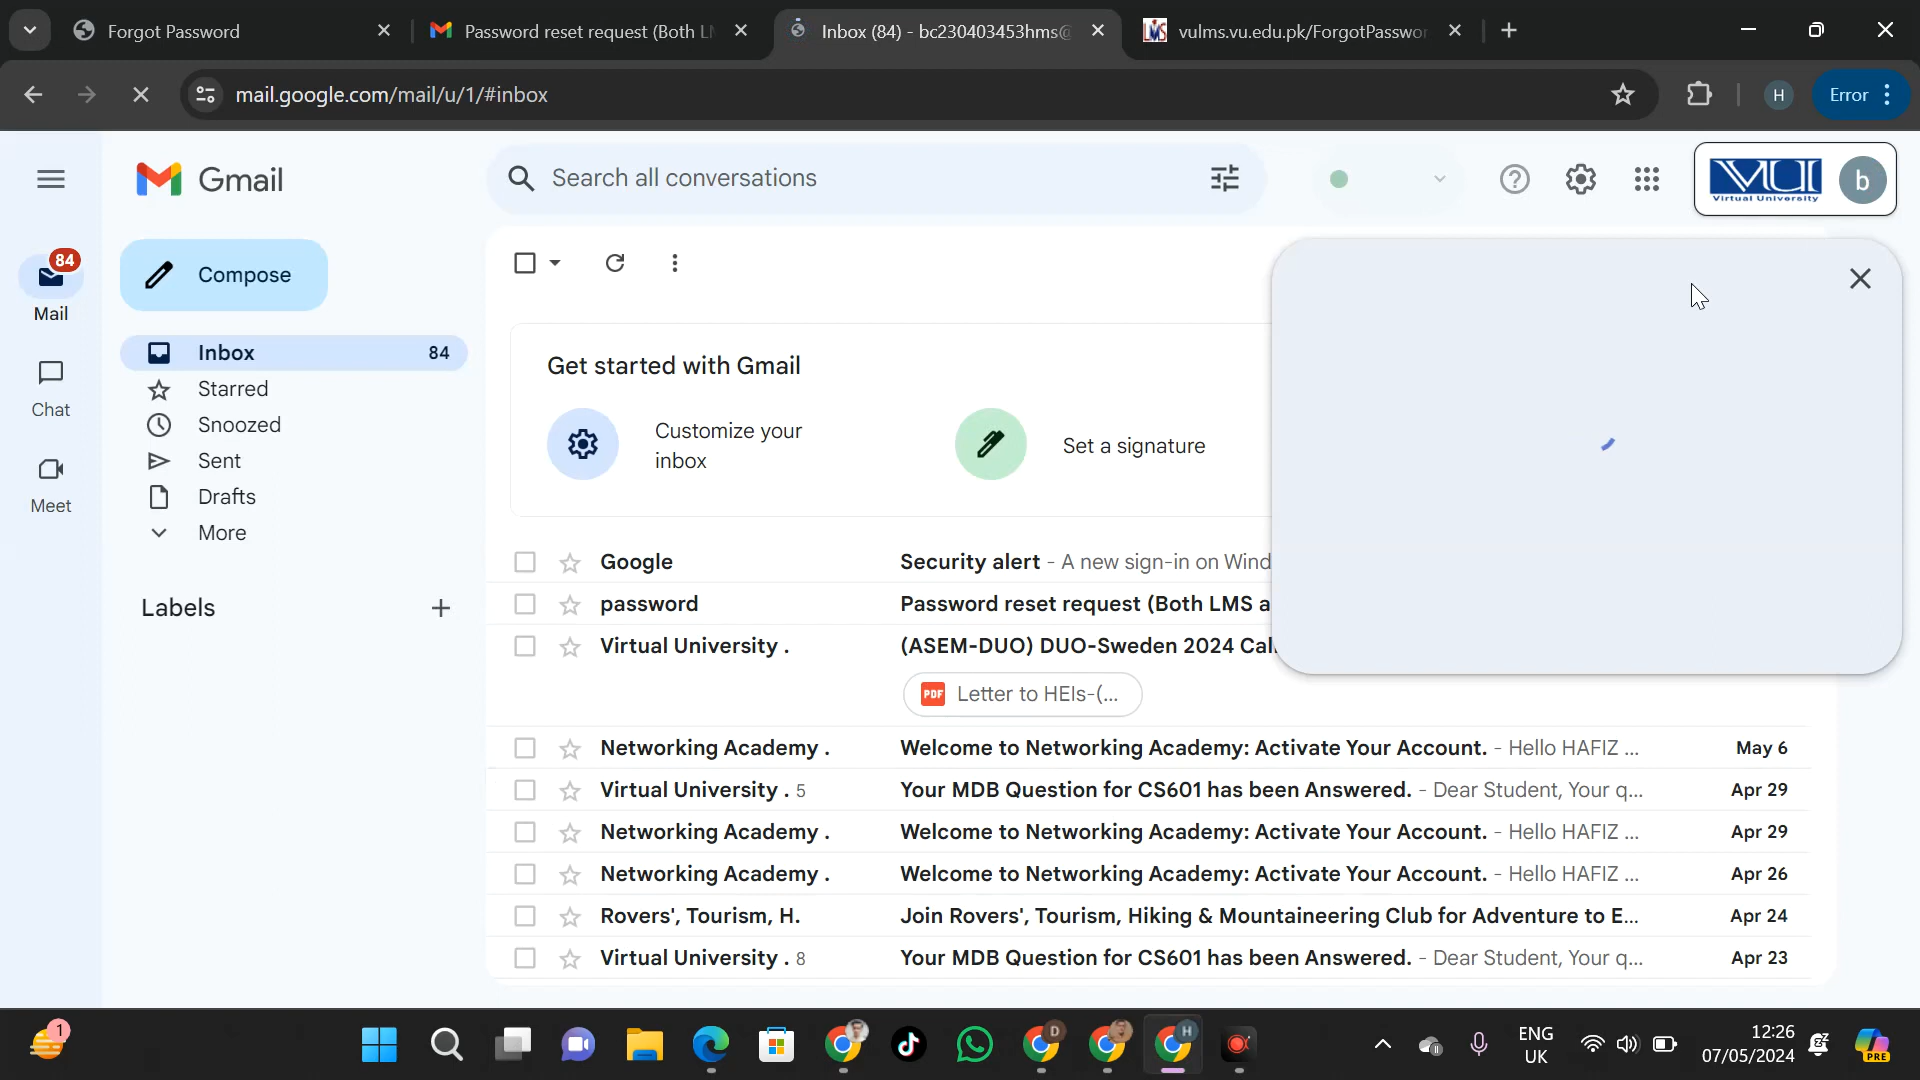 Forgot Password
Password reset request (Both L
Inbox (84) - bc230403453hms@
vulms.vu.edu.pk/ForgotPasswor
mail.google.com/mail/u/1/#inbox
H
Error
Gmail
Search all conversations
VU
Virtual University
b
84
Mail
Compose
Chat
Meet
Inbox 84
Starred
Snoozed
Sent
Drafts
More
Labels
Get started with Gmail
Customize your
inbox
Set a signature
Google Security alert - A new sign-in on Wind
password Password reset request (Both LMS a
Virtual University . (ASEM-DUO) DUO-Sweden 2024 Cal
PDF Letter to HEIs-(...
Networking Academy . Welcome to Networking Academy: Activate Your Account. - Hello HAFIZ ... May 6
Virtual University . 5 Your MDB Question for CS601 has been Answered. - Dear Student, Your q... Apr 29
Networking Academy . Welcome to Networking Academy: Activate Your Account. - Hello HAFIZ ... Apr 29
Networking Academy . Welcome to Networking Academy: Activate Your Account. - Hello HAFIZ ... Apr 26
Rovers', Tourism, H. Join Rovers', Tourism, Hiking & Mountaineering Club for Adventure to E... Apr 24
Virtual University . 8 Your MDB Question for CS601 has been Answered. - Dear Student, Your q... Apr 23
1
D
H
ENG
UK
12:26
07/05/2024
PRE